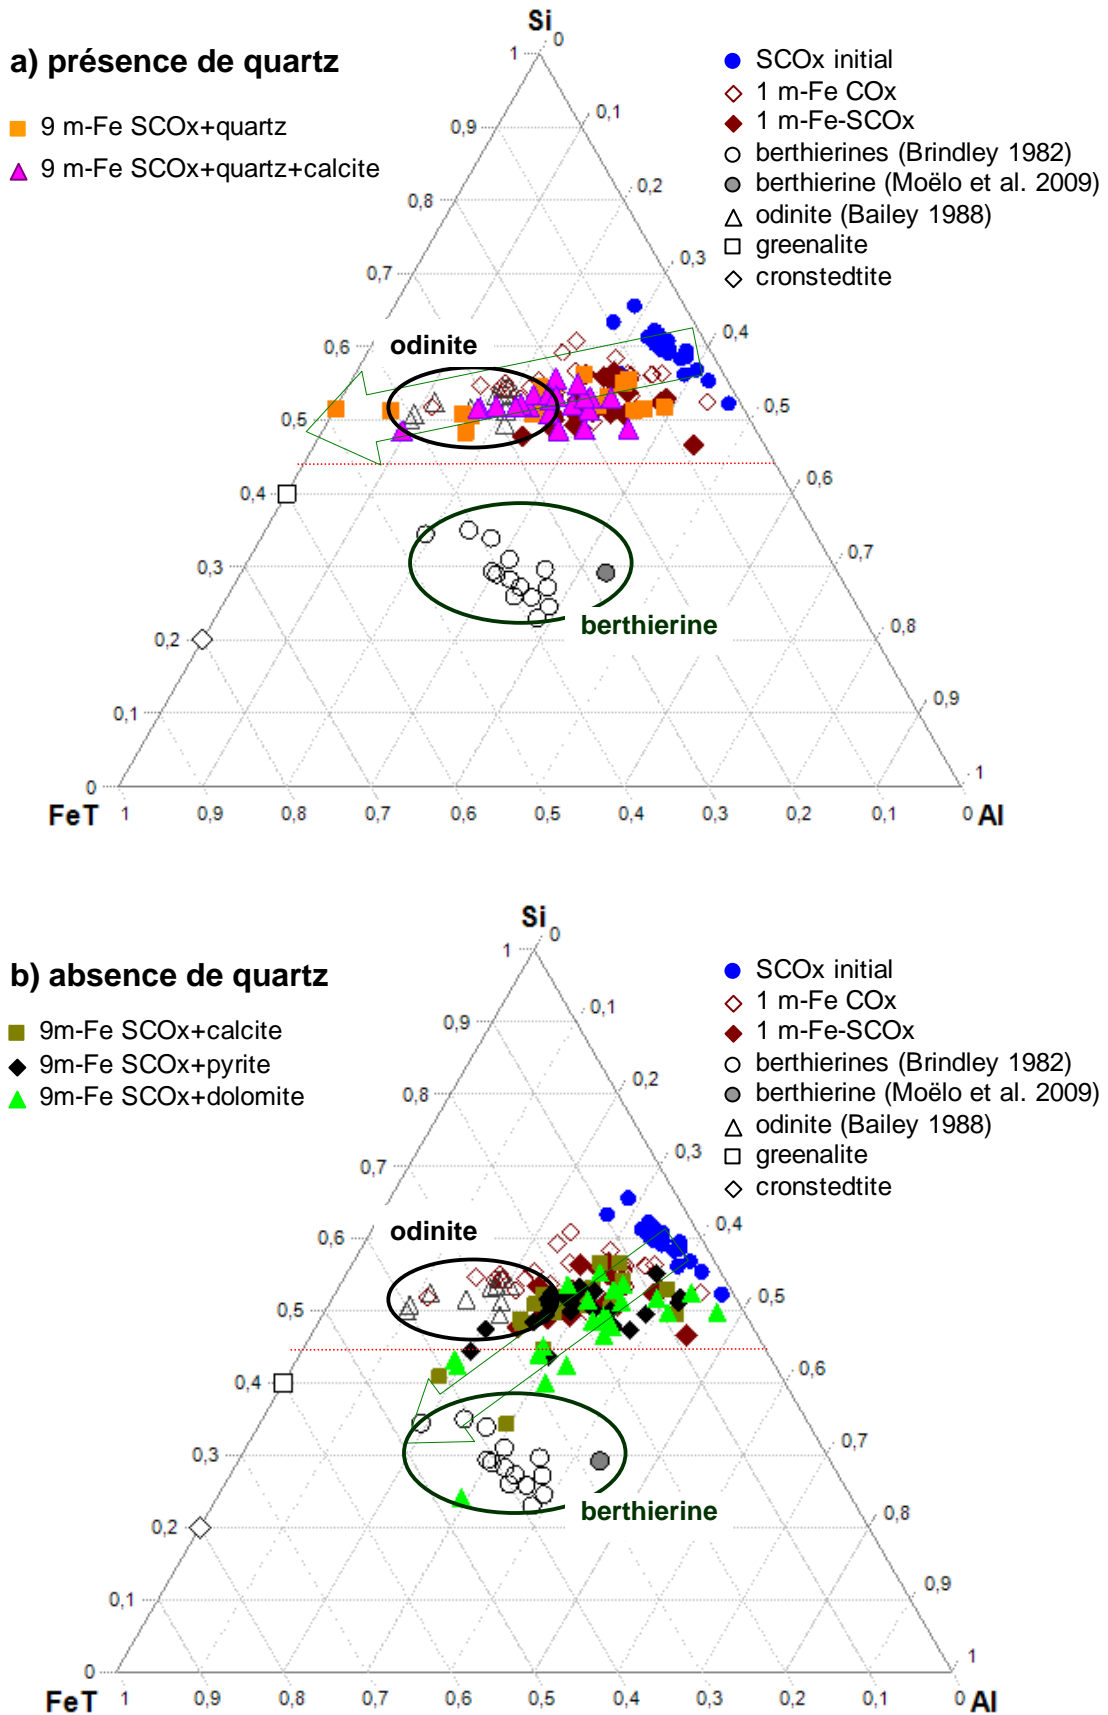 Si
a) présence de quartz
9 m-Fe SCOx+quartz
9 m-Fe SCOx+quartz+calcite
SCOx initial
1 m-Fe COx
1 m-Fe-SCOx
berthierines (Brindley 1982)
berthierine (Moëlo et al. 2009)
odinite (Bailey 1988)
greenalite
cronstedtite
1
0,9
0,8
0,7
0,6
0,5
0,4
0,3
0,2
0,1
0
0
0,1
0,2
0,3
0,4
0,5
0,6
0,7
0,8
0,9
1
odinite
berthierine
FeT 1 0,9 0,8 0,7 0,6 0,5 0,4 0,3 0,2 0,1 0 Al
Si
b) absence de quartz
9m-Fe SCOx+calcite
9m-Fe SCOx+pyrite
9m-Fe SCOx+dolomite
SCOx initial
1 m-Fe COx
1 m-Fe-SCOx
berthierines (Brindley 1982)
berthierine (Moëlo et al. 2009)
odinite (Bailey 1988)
greenalite
cronstedtite
1
0,9
0,8
0,7
0,6
0,5
0,4
0,3
0,2
0,1
0
0
0,1
0,2
0,3
0,4
0,5
0,6
0,7
0,8
0,9
1
odinite
berthierine
FeT 1 0,9 0,8 0,7 0,6 0,5 0,4 0,3 0,2 0,1 0 Al